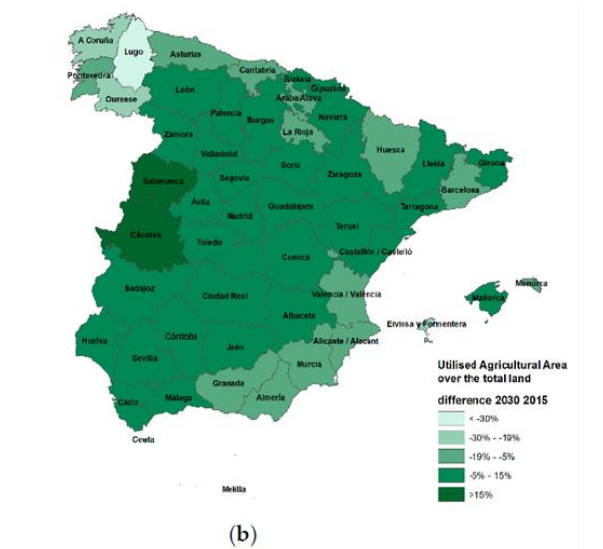 A Coruña
Lugo
Asturias
Cantabria
Bizkaia
Gipuzkoa
Pontevedra
Ourense
León
Araba/Álava
Palencia
Burgos
Navarra
La Rioja
Huesca
Lleida
Girona
Zamora
Valladolid
Soria
Zaragoza
Barcelona
Salamanca
Segovia
Tarragona
Ávila
Madrid
Guadalajara
Teruel
Cáceres
Toledo
Cuenca
Castellón / Castelló
Menorca
Badajoz
Ciudad Real
Valencia / València
Mallorca
Albacete
Eivissa y Formentera
Huelva
Córdoba
Jaén
Alicante / Alacant
Sevilla
Murcia
Granada
Almería
Cádiz
Málaga
Ceuta
Melilla
Utilised Agricultural Area
over the total land
difference 2030 2015
< -30%
-30% - -19%
-19% - -5%
-5% - 15%
>15%
(b)